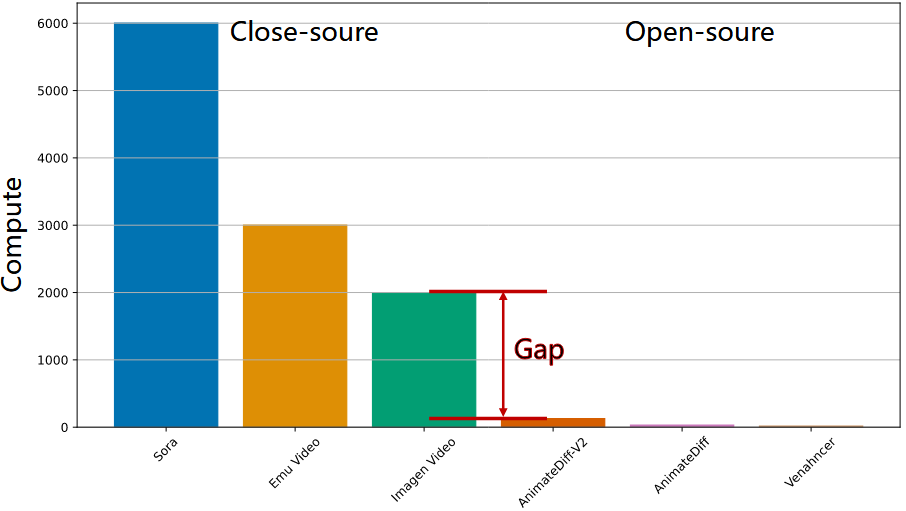 Close-soure
Open-soure
Compute
6000
5000
4000
3000
2000
1000
0
Gap
Sora
Emu Video
Imagen Video
AnimateDiff-V2
AnimateDiff
Venahncer